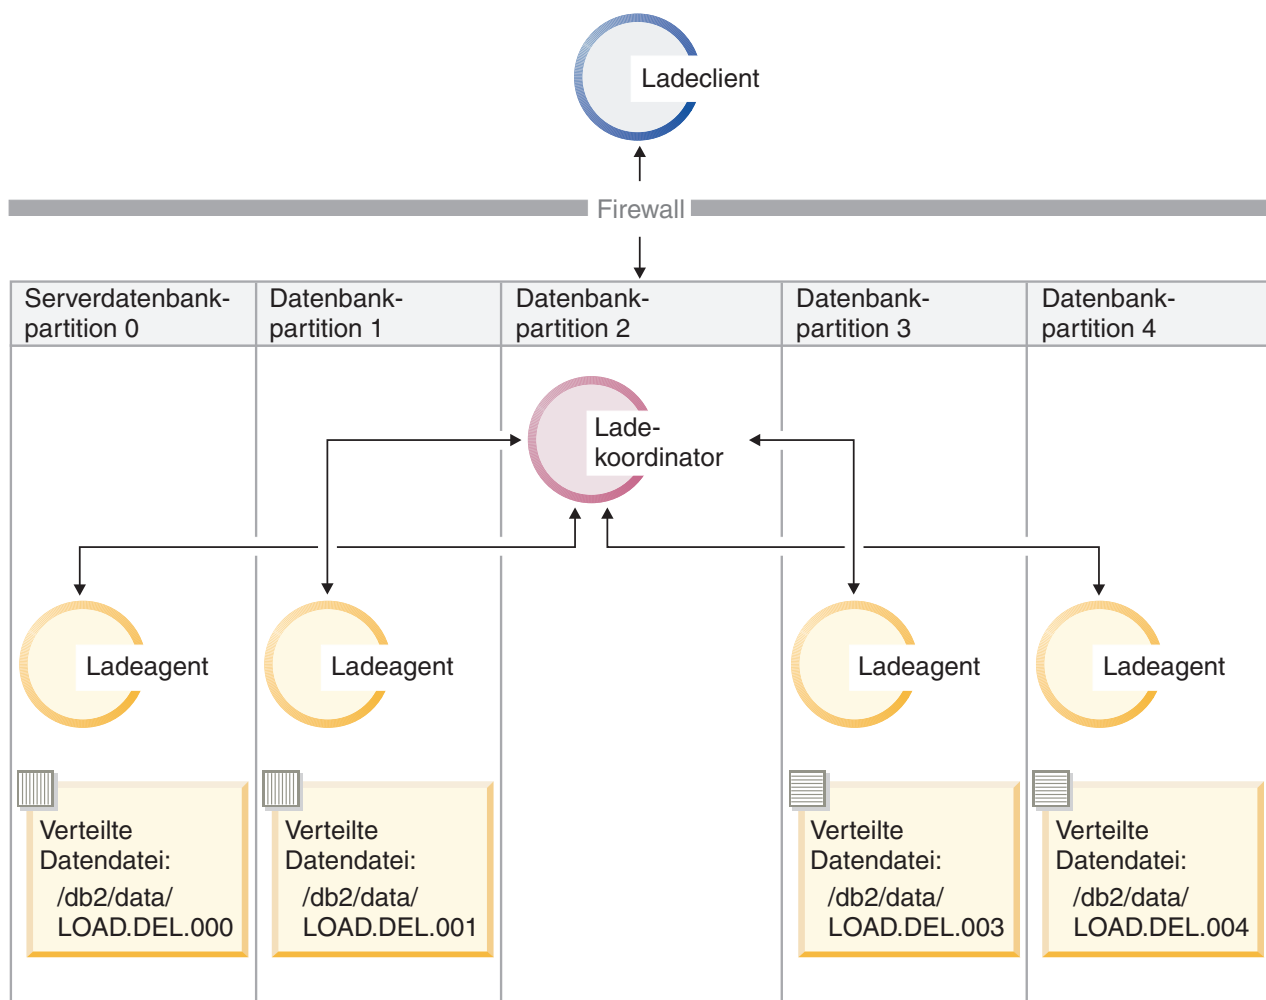 Ladeclient
Firewall
Serverdatenbank-
partition 0
Datenbank-
partition 1
Datenbank-
partition 2
Datenbank-
partition 3
Datenbank-
partition 4
Lade-
koordinator
Ladeagent
Ladeagent
Ladeagent
Ladeagent
Verteilte
Datendatei:
/db2/data/
LOAD.DEL.000
Verteilte
Datendatei:
/db2/data/
LOAD.DEL.001
Verteilte
Datendatei:
/db2/data/
LOAD.DEL.003
Verteilte
Datendatei:
/db2/data/
LOAD.DEL.004